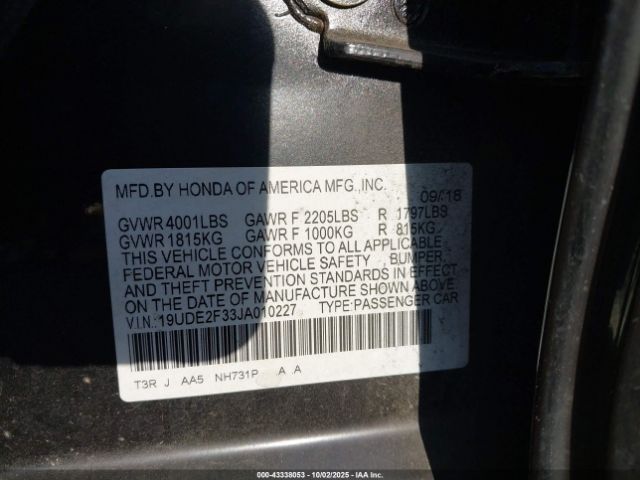 MFD.BY HONDA OF AMERICA MFG.,INC. 09/18
GVWR 4001LBS GAWR F 2205LBS R 1797LBS
GVWR 1815KG GAWR F 1000KG R 815KG
THIS VEHICLE CONFORMS TO ALL APPLICABLE
FEDERAL MOTOR VEHICLE SAFETY BUMPER,
AND THEFT PREVENTION STANDARDS IN EFFECT
ON THE DATE OF MANUFACTURE SHOWN ABOVE.
VIN:19UDE2F33JA010227 TYPE:PASSENGER CAR
T3R J AA5 NH731P A A
000-43338053 | 10/02/2025 | IAA Inc.